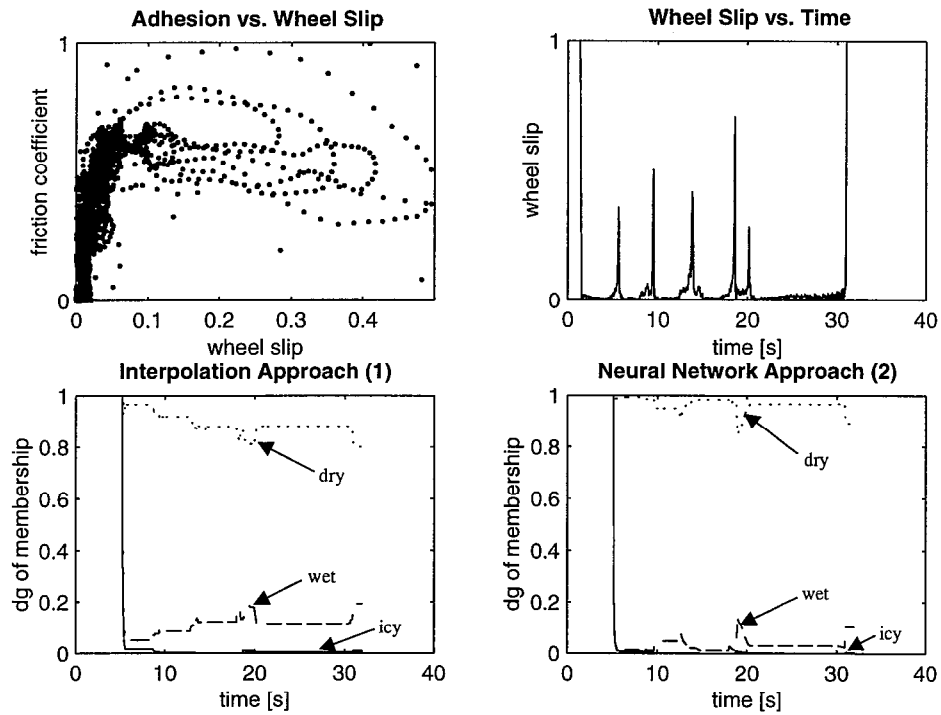 Adhesion vs. Wheel Slip
1
friction coefficient
0
0 0.1 0.2 0.3 0.4
wheel slip
Wheel Slip vs. Time
1
wheel slip
0
0 10 20 30 40
time [s]
Interpolation Approach (1)
1
0.8
0.6
0.4
0.2
0
dg of membership
dry
wet
icy
0 10 20 30 40
time [s]
Neural Network Approach (2)
1
0.8
0.6
0.4
0.2
0
dg of membership
dry
wet
icy
0 10 20 30 40
time [s]